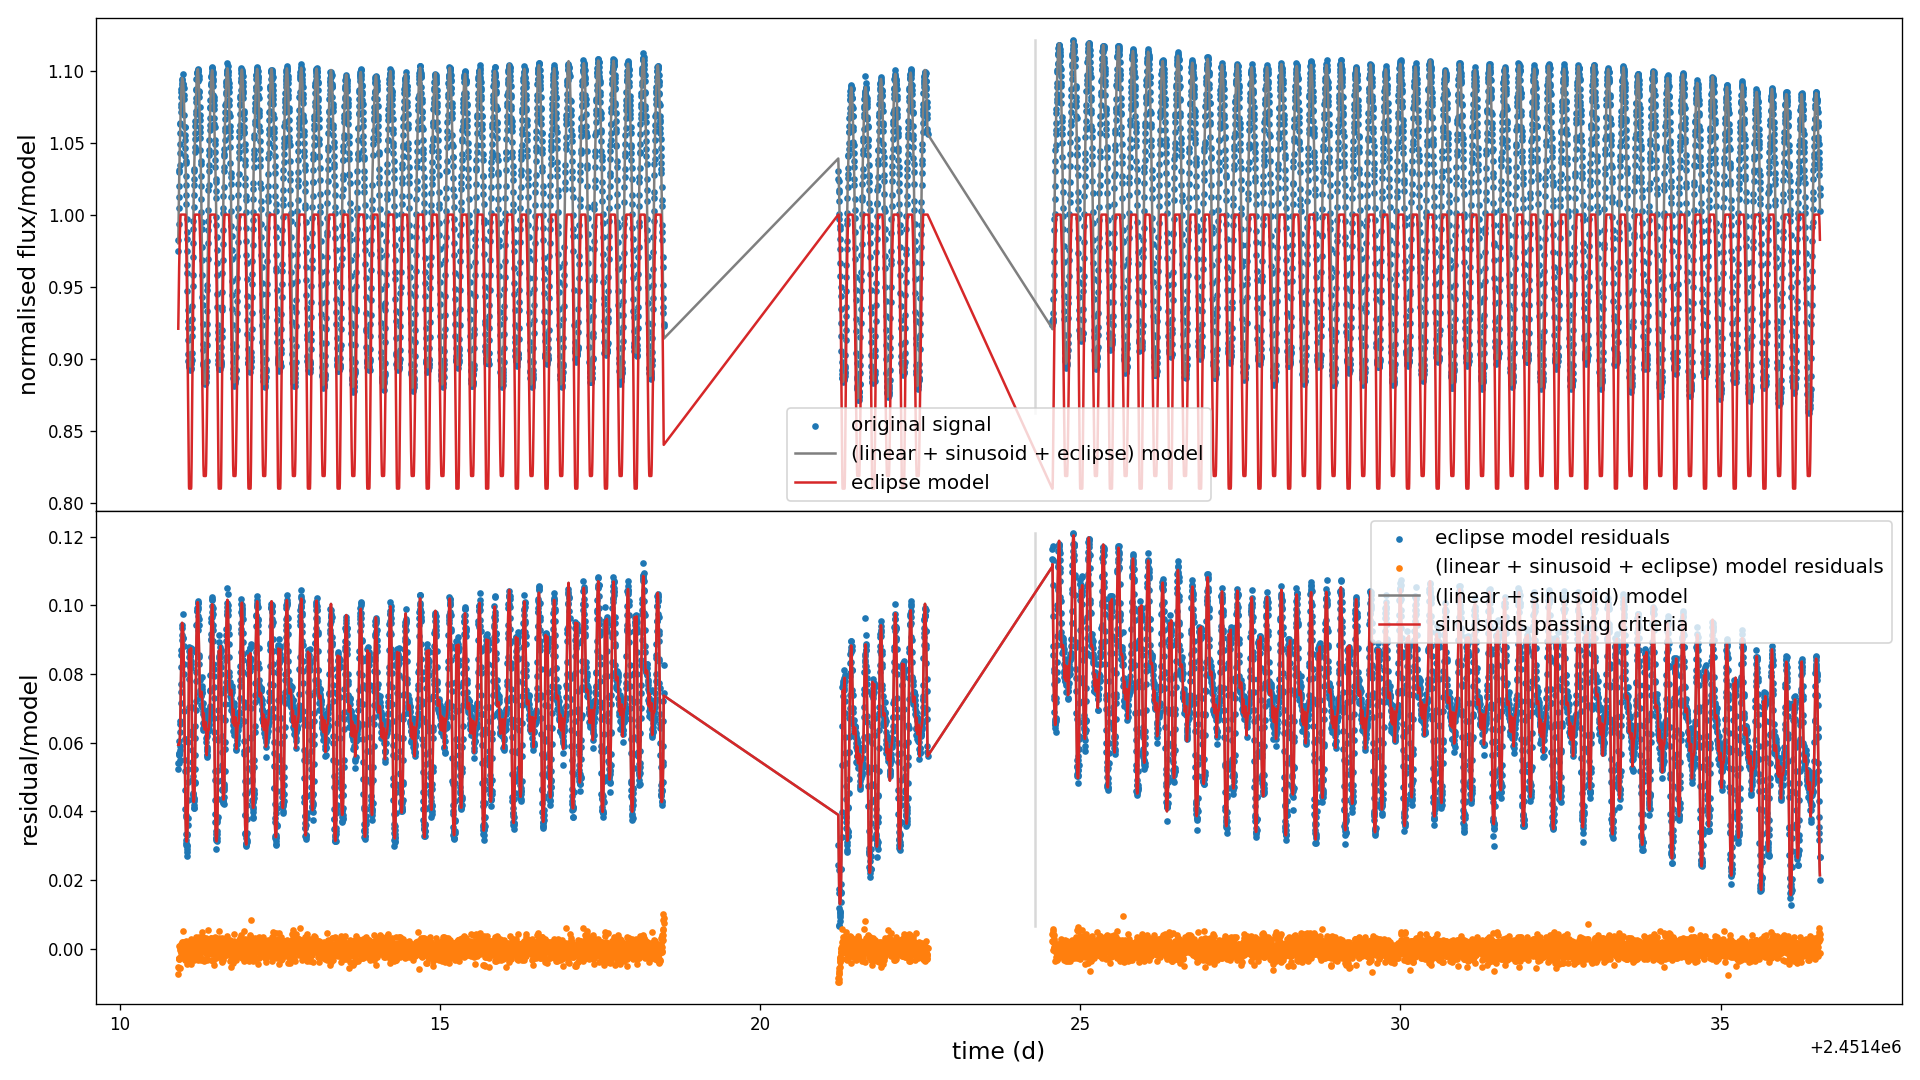 1.10
1.05
1.00
0.95
0.90
0.85
0.80
normalised flux/model
original signal
(linear + sinusoid + eclipse) model
eclipse model
0.12
0.10
0.08
0.06
0.04
0.02
0.00
residual/model
eclipse model residuals
(linear + sinusoid + eclipse) model residuals
(linear + sinusoid) model
sinusoids passing criteria
10
15
20
25
30
35
time (d)
+2.4514e6